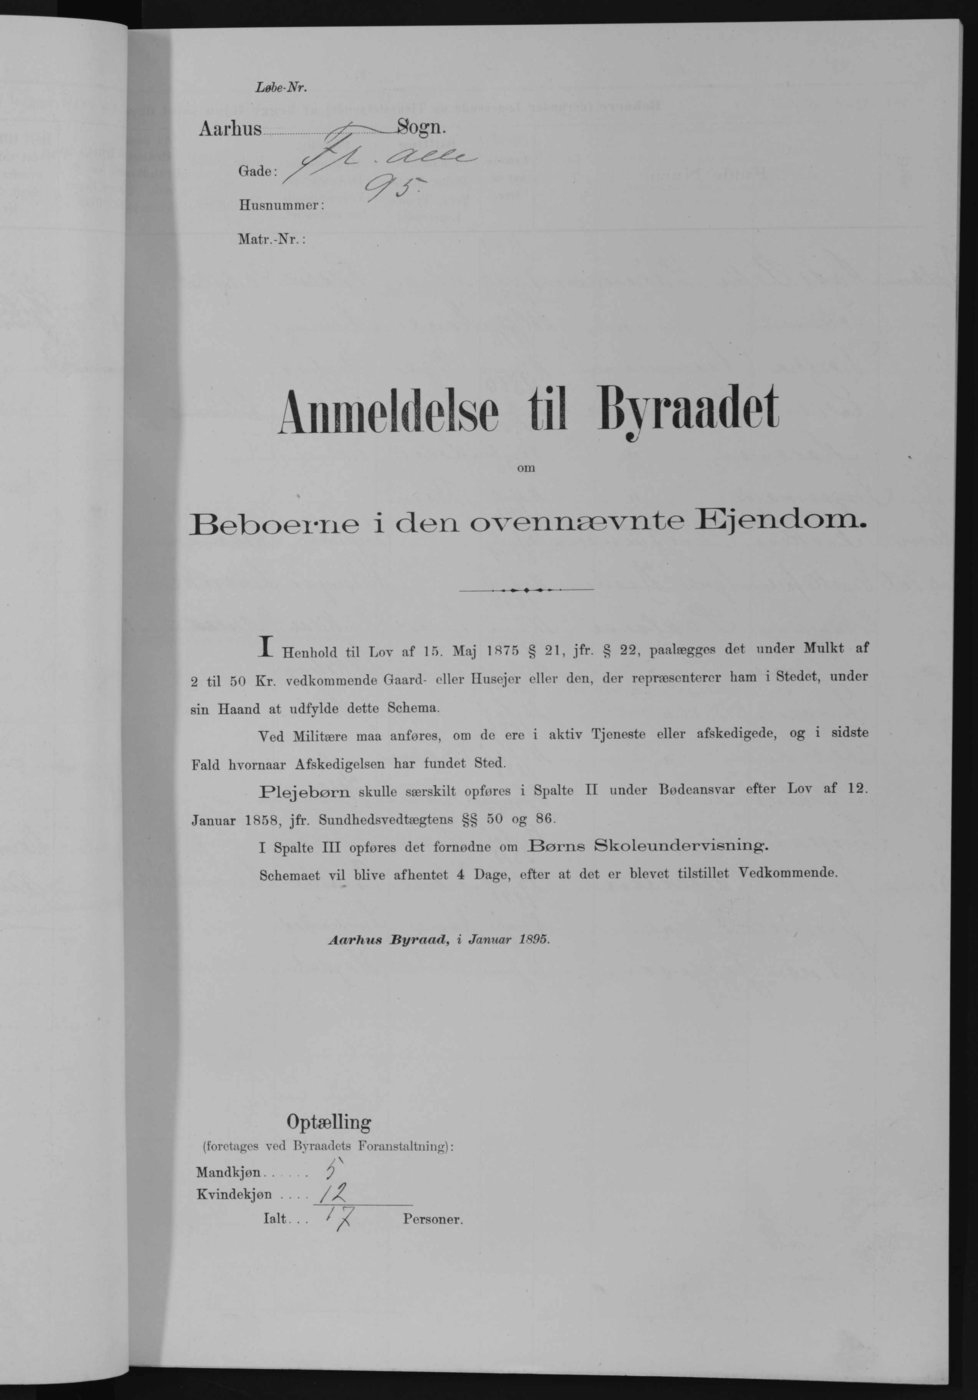 Løbe-Nr.
Aarhus Sogn.
Gade: Fr. alle
Husnummer: 95.
Matr.-Nr.:
Anmeldelse til Byraadet
om
Beboerne i den ovennævnte Ejendom.
I Henhold til Lov af 15. Maj 1875 § 21, jfr. § 22, paalægges det under Mulkt af
2 til 50 Kr. vedkommende Gaard- eller Husejer eller den, der repræsenterer ham i Stedet, under
sin Haand at udfylde dette Schema.
Ved Militære maa anføres, om de ere i aktiv Tjeneste eller afskedigede, og i sidste
Fald hvornaar Afskedigelsen har fundet Sted.
Plejebørn skulle særskilt opføres i Spalte II under Bødeansvar efter Lov af 12.
Januar 1858, jfr. Sundhedsvedtægtens §§ 50 og 86.
I Spalte III opføres det fornødne om Børns Skoleundervisning.
Schemaet vil blive afhentet 4 Dage, efter at det er blevet tilstillet Vedkommende.
Aarhus Byraad, i Januar 1895.
Optælling
(foretages ved Byraadets Foranstaltning):
Mandkjøn...... 5
Kvindekjøn .... 12
Ialt... 17 Personer.